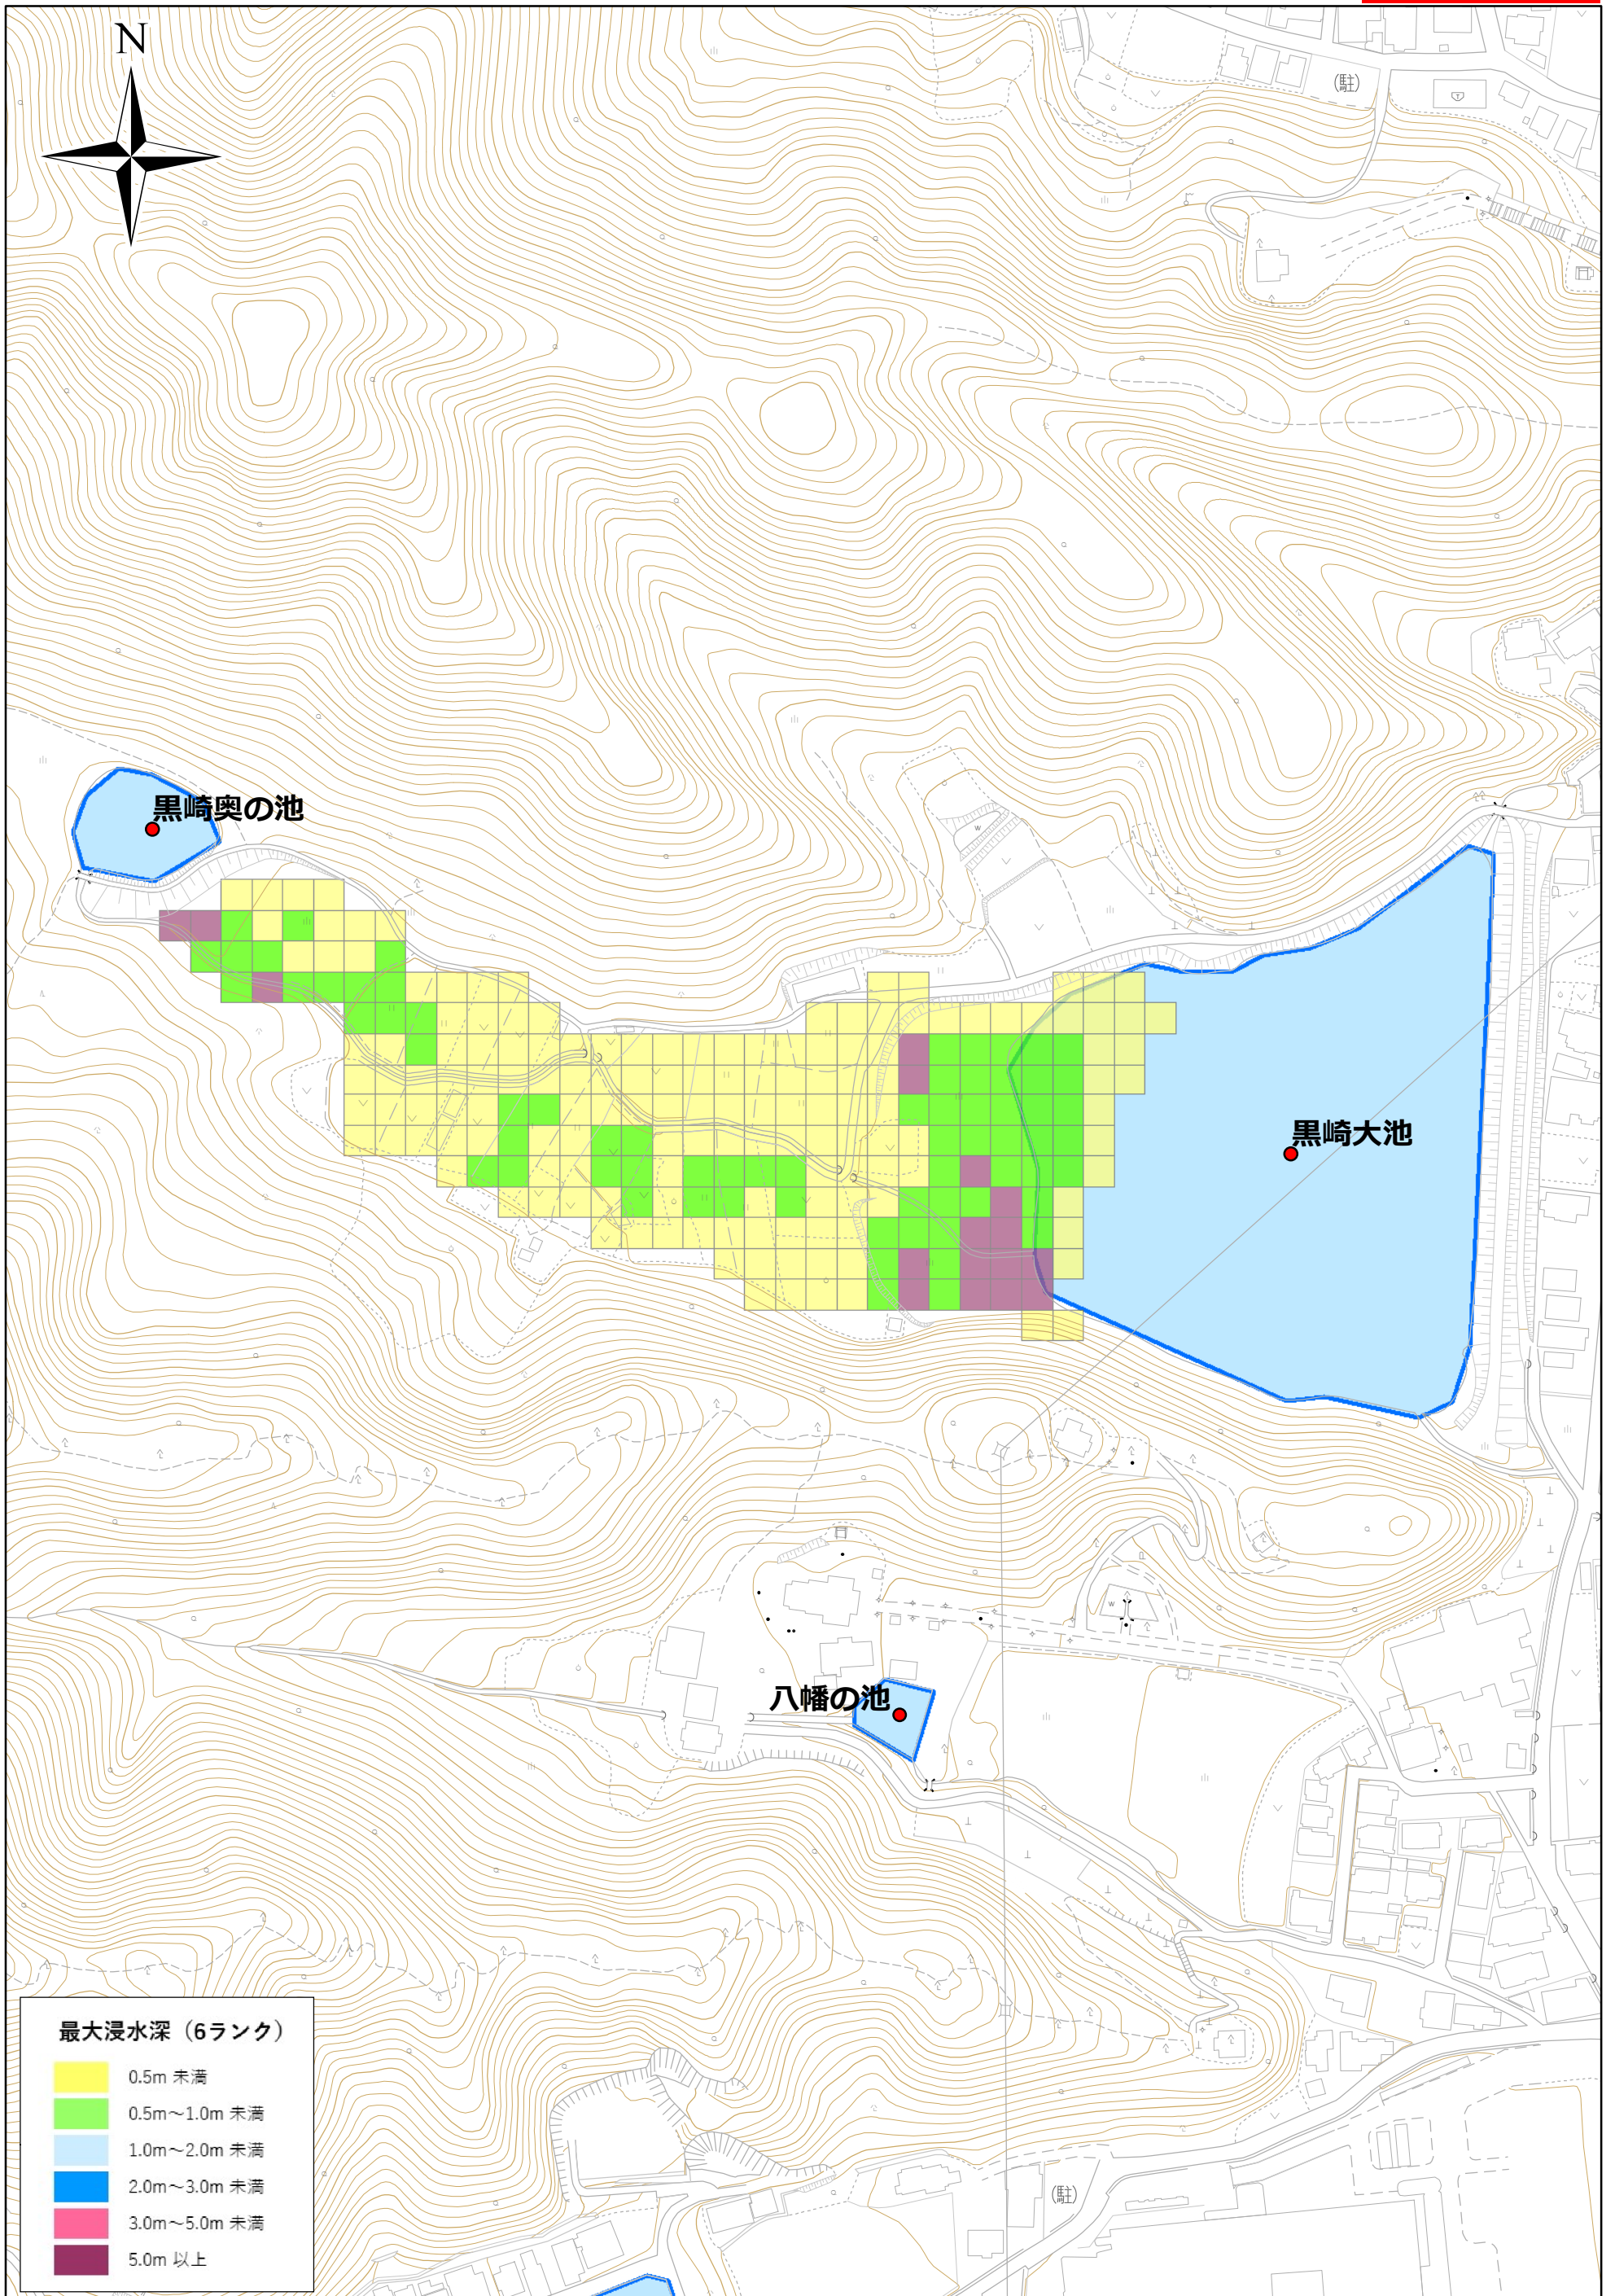 N
(駐)
黒崎奥の池
W
黒崎大池
W
八幡の池
(駐)
最大浸水深（6ランク）
0.5m 未満
0.5m～1.0m 未満
1.0m～2.0m 未満
2.0m～3.0m 未満
3.0m～5.0m 未満
5.0m 以上